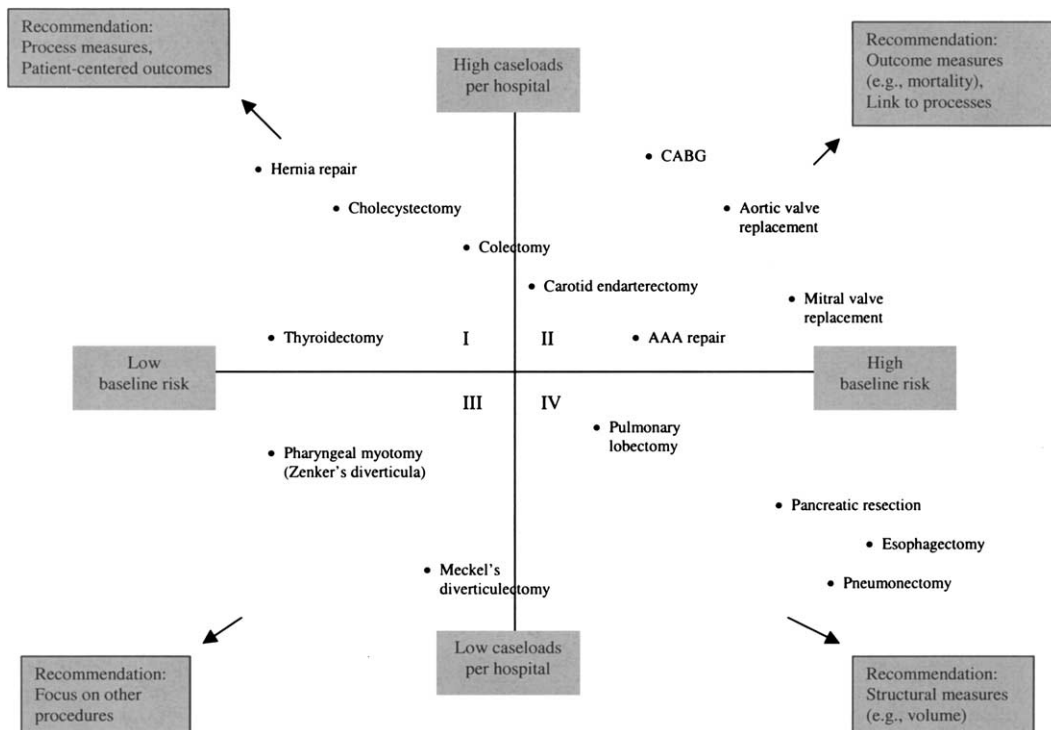 Recommendation:
Process measures,
Patient-centered outcomes
High caseloads
per hospital
Recommendation:
Outcome measures
(e.g., mortality),
Link to processes
Hernia repair
CABG
Cholecystectomy
Aortic valve
replacement
Colectomy
Carotid endarterectomy
Mitral valve
replacement
Thyroidectomy
I
II
AAA repair
Low
baseline risk
High
baseline risk
III
IV
Pulmonary
lobectomy
Pharyngeal myotomy
(Zenker's diverticula)
Pancreatic resection
Esophagectomy
Meckel's
diverticulectomy
Pneumonectomy
Low caseloads
per hospital
Recommendation:
Focus on other
procedures
Recommendation:
Structural measures
(e.g., volume)